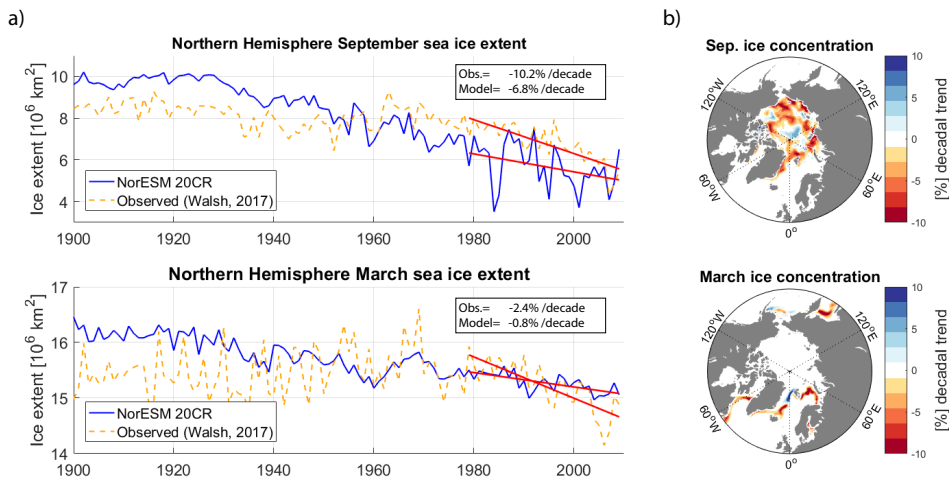 a)
Northern Hemisphere September sea ice extent
Ice extent [10⁶ km²]
10
8
6
4
Obs.= -10.2% /decade
Model= -6.8% /decade
NorESM 20CR
Observed (Walsh, 2017)
1900 1920 1940 1960 1980 2000
Northern Hemisphere March sea ice extent
Ice extent [10⁶ km²]
17
16
15
14
Obs.= -2.4% /decade
Model= -0.8% /decade
NorESM 20CR
Observed (Walsh, 2017)
1900 1920 1940 1960 1980 2000
b)
Sep. ice concentration
120°W
120°E
60°W
60°E
0°
10
5
0
-5
-10
[%] decadal trend
March ice concentration
120°W
120°E
60°W
60°E
0°
10
5
0
-5
-10
[%] decadal trend